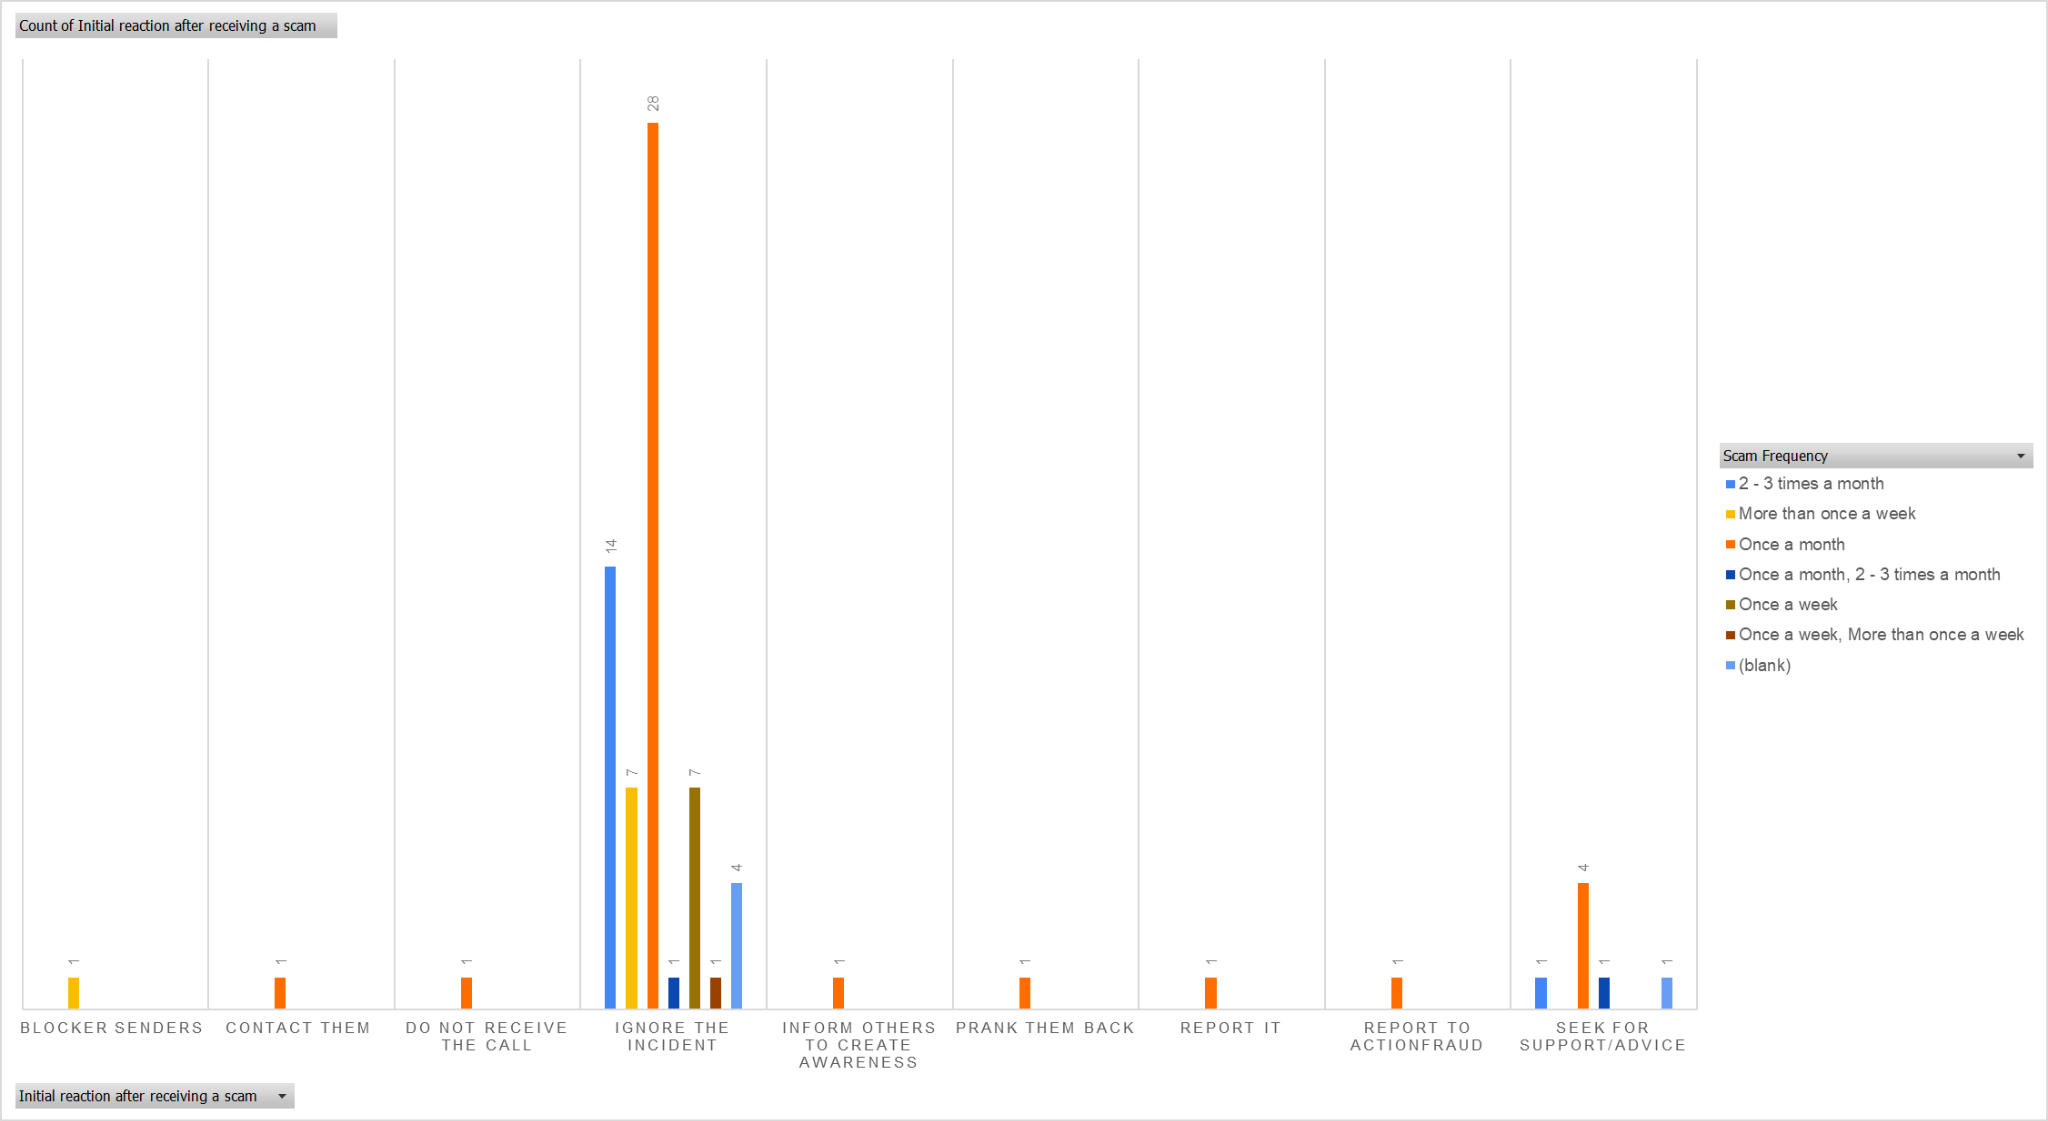 Count of Initial reaction after receiving a scam
28
14
7
7
4
4
1
1
1
1
1
1
1
1
1
1
1
1
BLOCKER SENDERS
CONTACT THEM
DO NOT RECEIVE
THE CALL
IGNORE THE
INCIDENT
INFORM OTHERS
TO CREATE
AWARENESS
PRANK THEM BACK
REPORT IT
REPORT TO
ACTIONFRAUD
SEEK FOR
SUPPORT/ADVICE
Scam Frequency
2 - 3 times a month
More than once a week
Once a month
Once a month, 2 - 3 times a month
Once a week
Once a week, More than once a week
(blank)
Initial reaction after receiving a scam